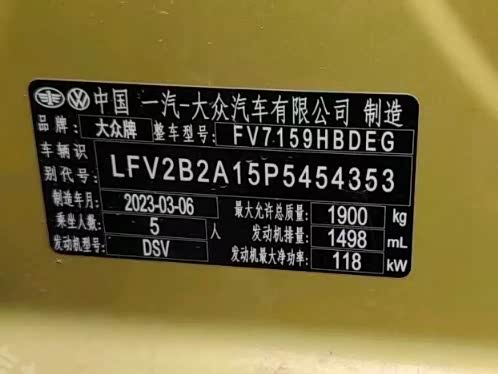 中国 一汽-大众汽车有限公司 制造
品牌: 大众牌 整车型号: FV7159HBDEG
车辆识别代号: LFV2B2A15P5454353
制造年月: 2023-03-06 最大允许总质量: 1900 kg
乘坐人数: 5 人 发动机排量: 1498 mL
发动机型号: DSV 发动机最大净功率: 118 kW